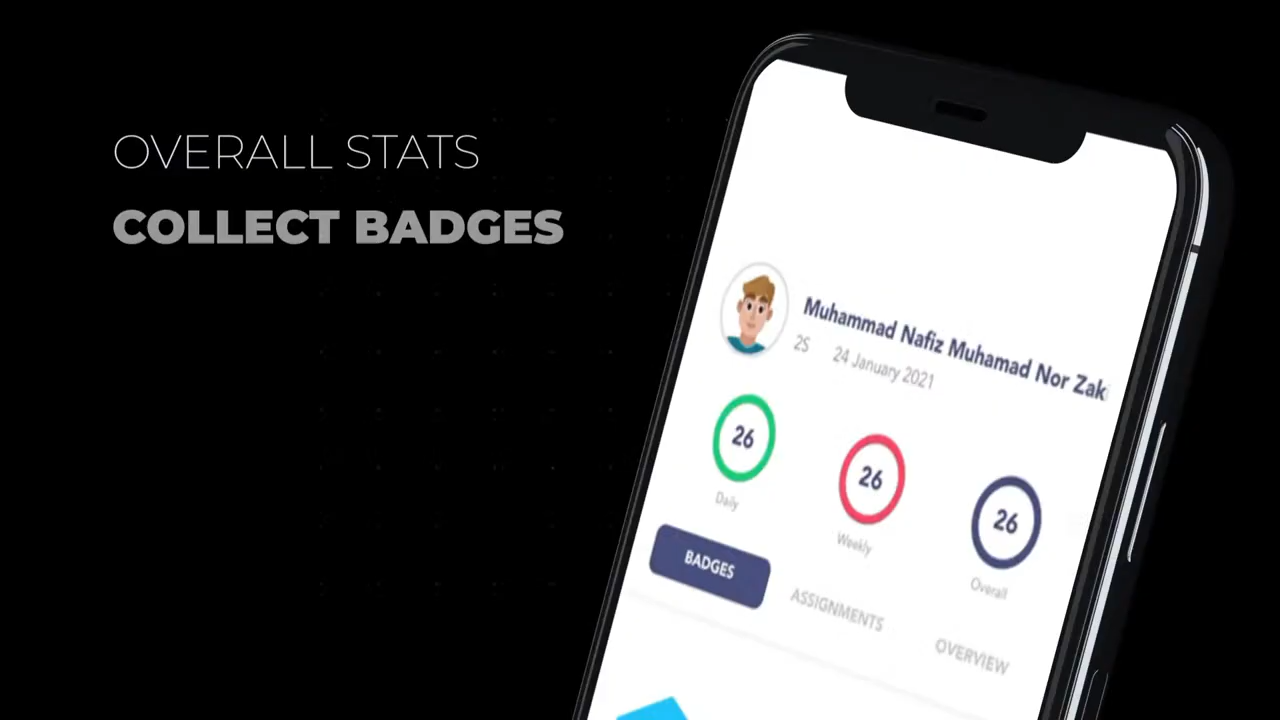 OVERALL STATS
COLLECT BADGES
Muhammad Nafiz Muhamad Nor Zaki
2S 24 January 2021
26 26 26
Daily Weekly Overall
BADGES ASSIGNMENTS OVERVIEW